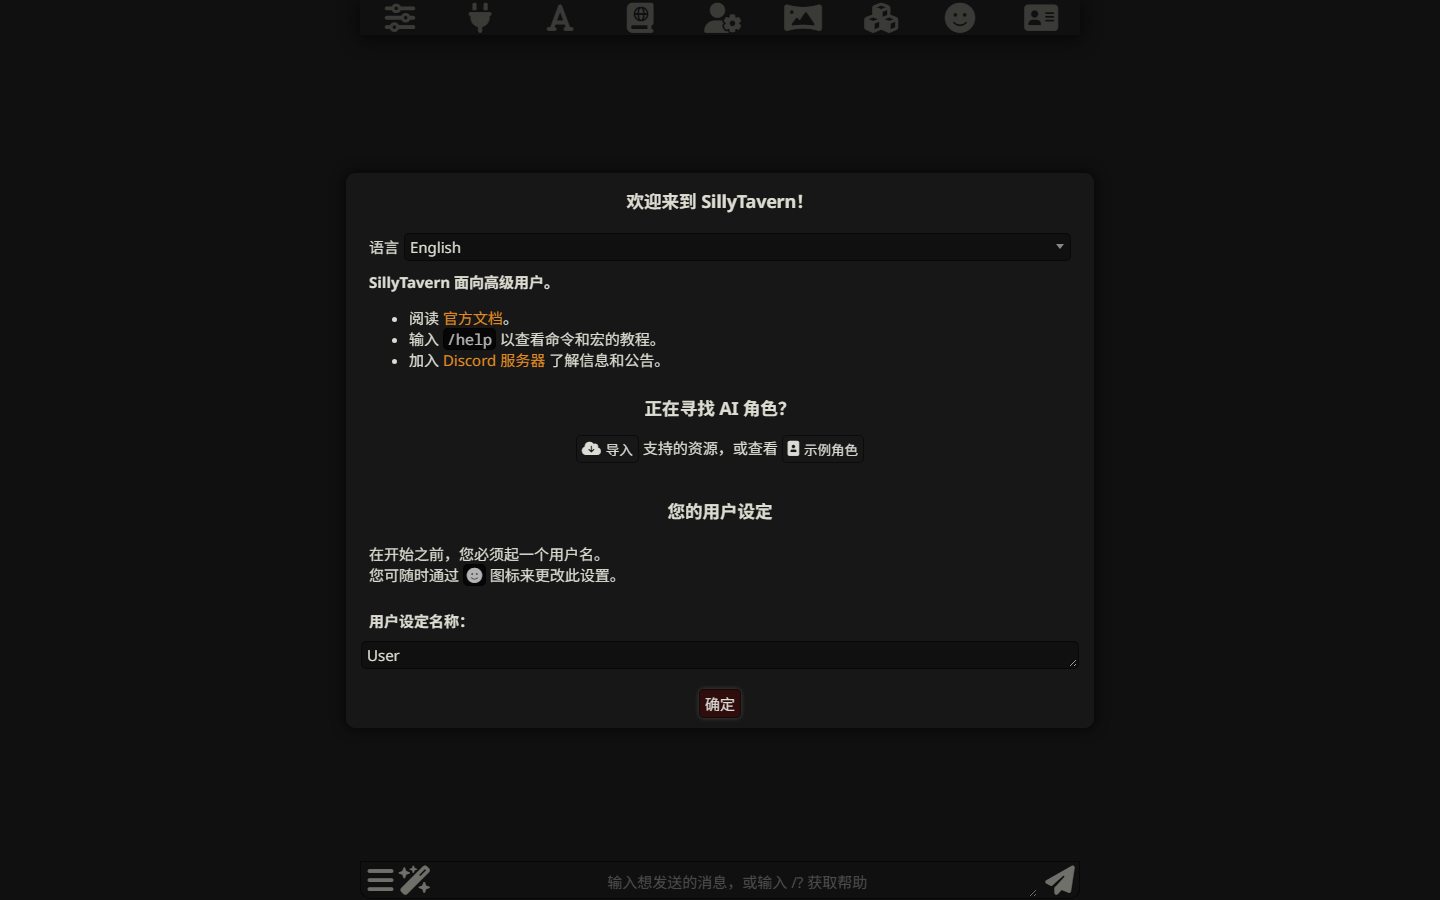 欢迎来到 SillyTavern！
语言 English
SillyTavern 面向高级用户。
阅读 官方文档。
输入 /help 以查看命令和宏的教程。
加入 Discord 服务器 了解信息和公告。
正在寻找 AI 角色？
导入 支持的资源，或查看 示例角色
您的用户设定
在开始之前，您必须起一个用户名。
您可随时通过 图标来更改此设置。
用户设定名称：
User
确定
输入想发送的消息，或输入 /? 获取帮助